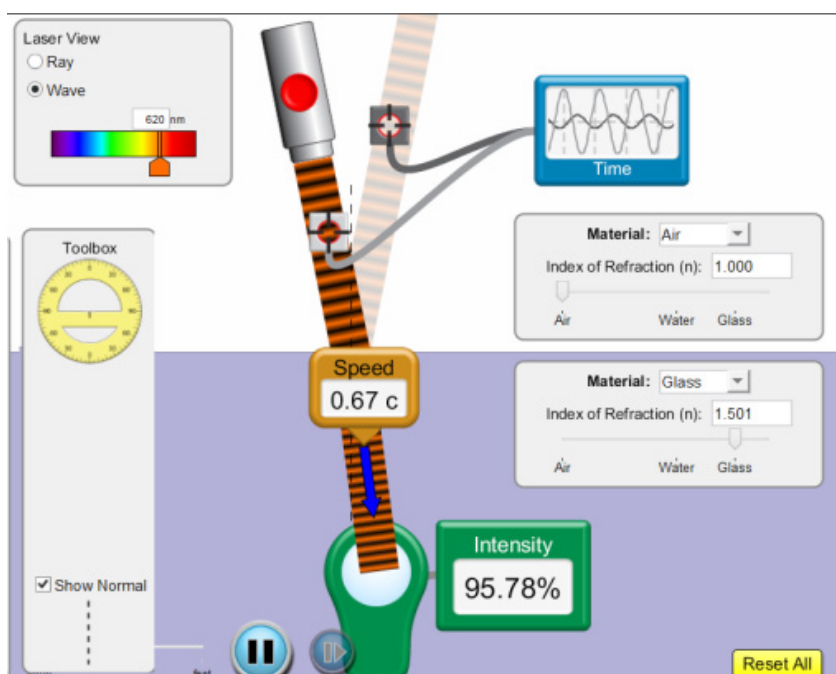 Laser View
Ray
Wave
620 nm
Time
Material: Air
Index of Refraction (n): 1.000
Air Water Glass
Toolbox
Speed
0.67 c
Material: Glass
Index of Refraction (n): 1.501
Air Water Glass
Intensity
95.78%
Show Normal
Reset All